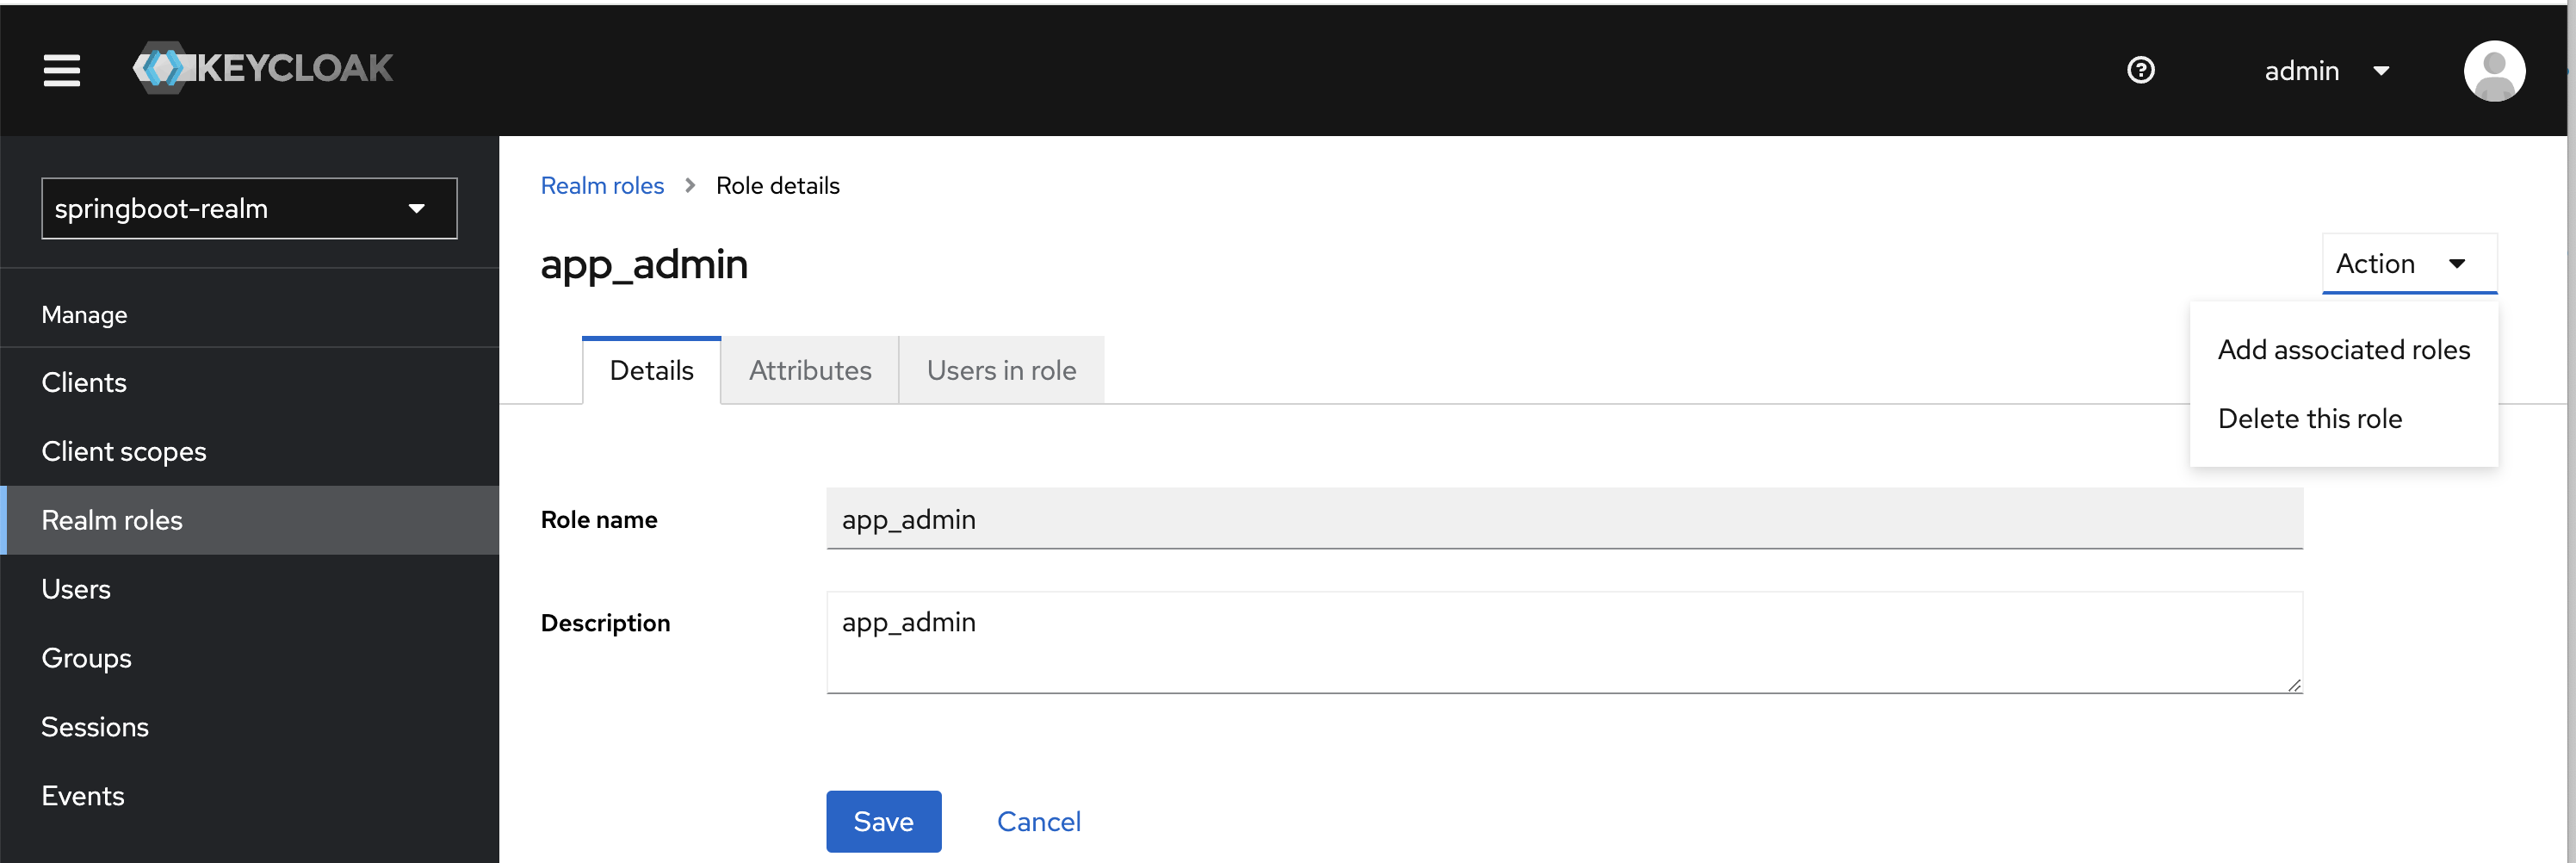 KEYCLOAK
admin
springboot-realm
Manage
Clients
Client scopes
Realm roles
Users
Groups
Sessions
Events
Realm roles > Role details
app_admin
Action
Add associated roles
Delete this role
Details
Attributes
Users in role
Role name
app_admin
Description
app_admin
Save
Cancel